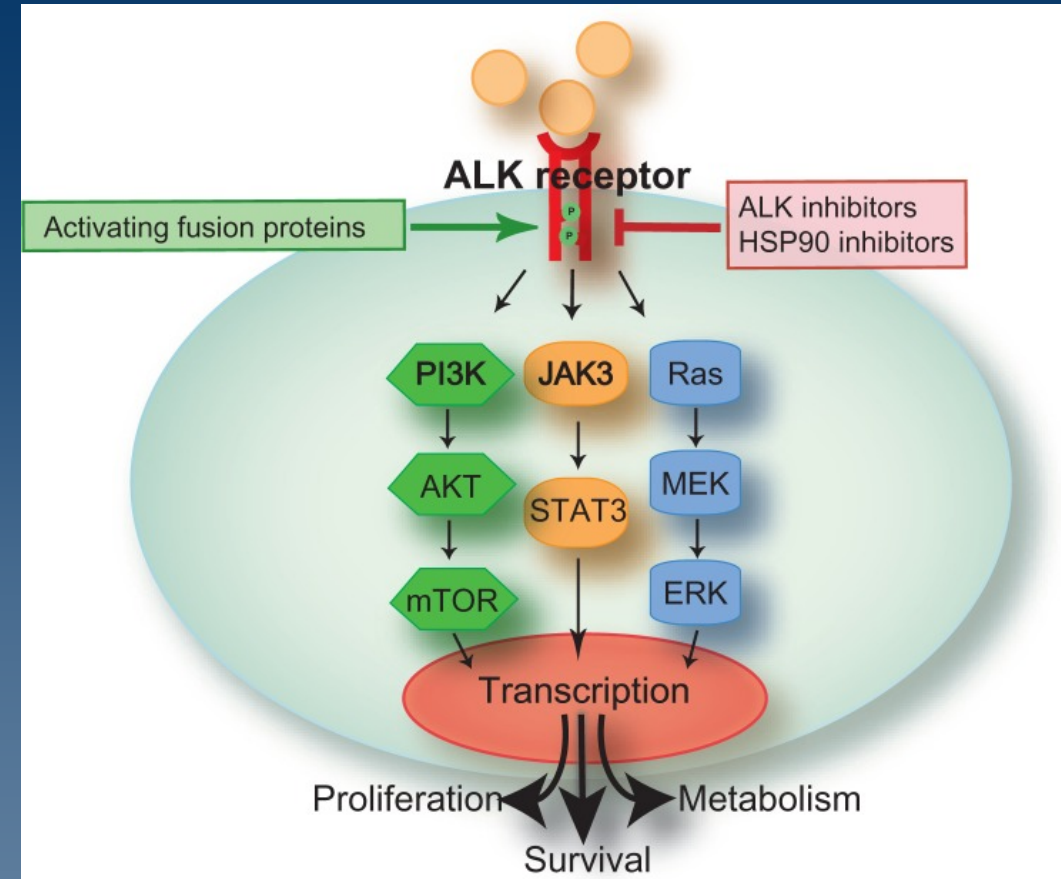 ALK receptor
P
P
Activating fusion proteins
ALK inhibitors
HSP90 inhibitors
PI3K
JAK3
Ras
AKT
STAT3
MEK
mTOR
ERK
Transcription
Proliferation
Metabolism
Survival